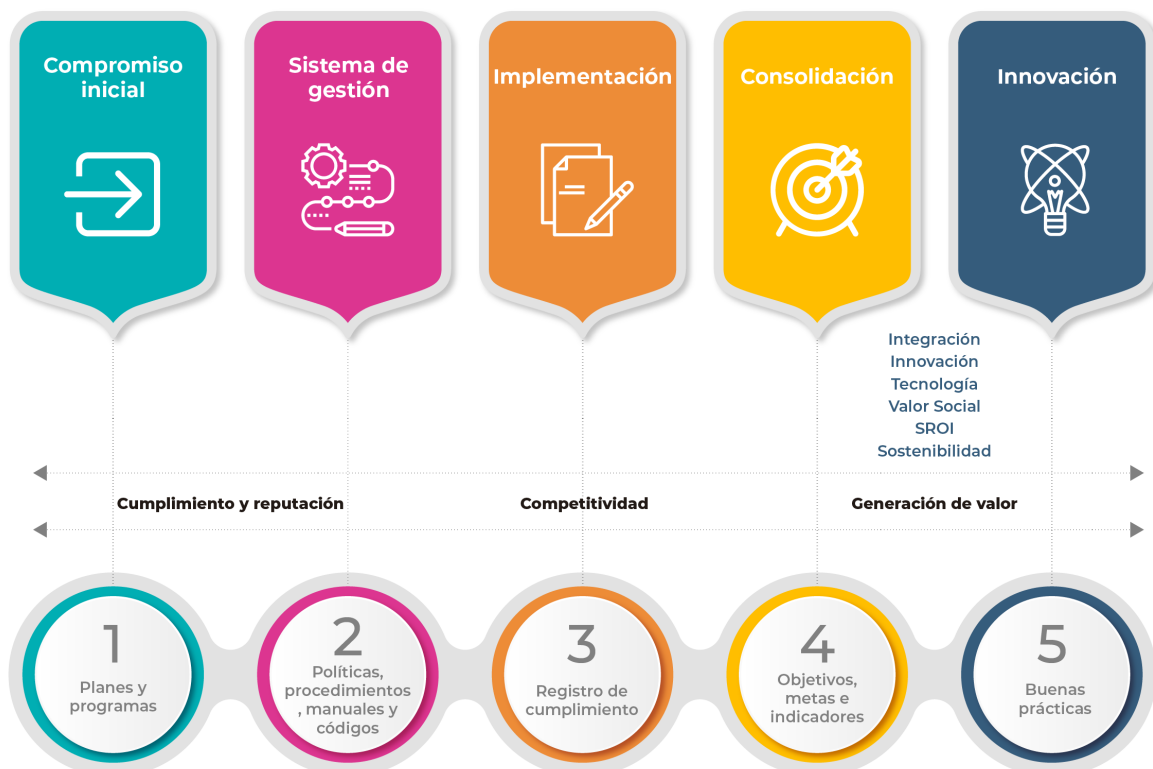 Compromiso
inicial
Sistema de
gestión
Implementación
Consolidación
Innovación
Integración
Innovación
Tecnología
Valor Social
SROI
Sostenibilidad
Cumplimiento y reputación
Competitividad
Generación de valor
1
Planes y
programas
2
Políticas,
procedimientos
, manuales y
códigos
3
Registro de
cumplimiento
4
Objetivos,
metas e
indicadores
5
Buenas
prácticas